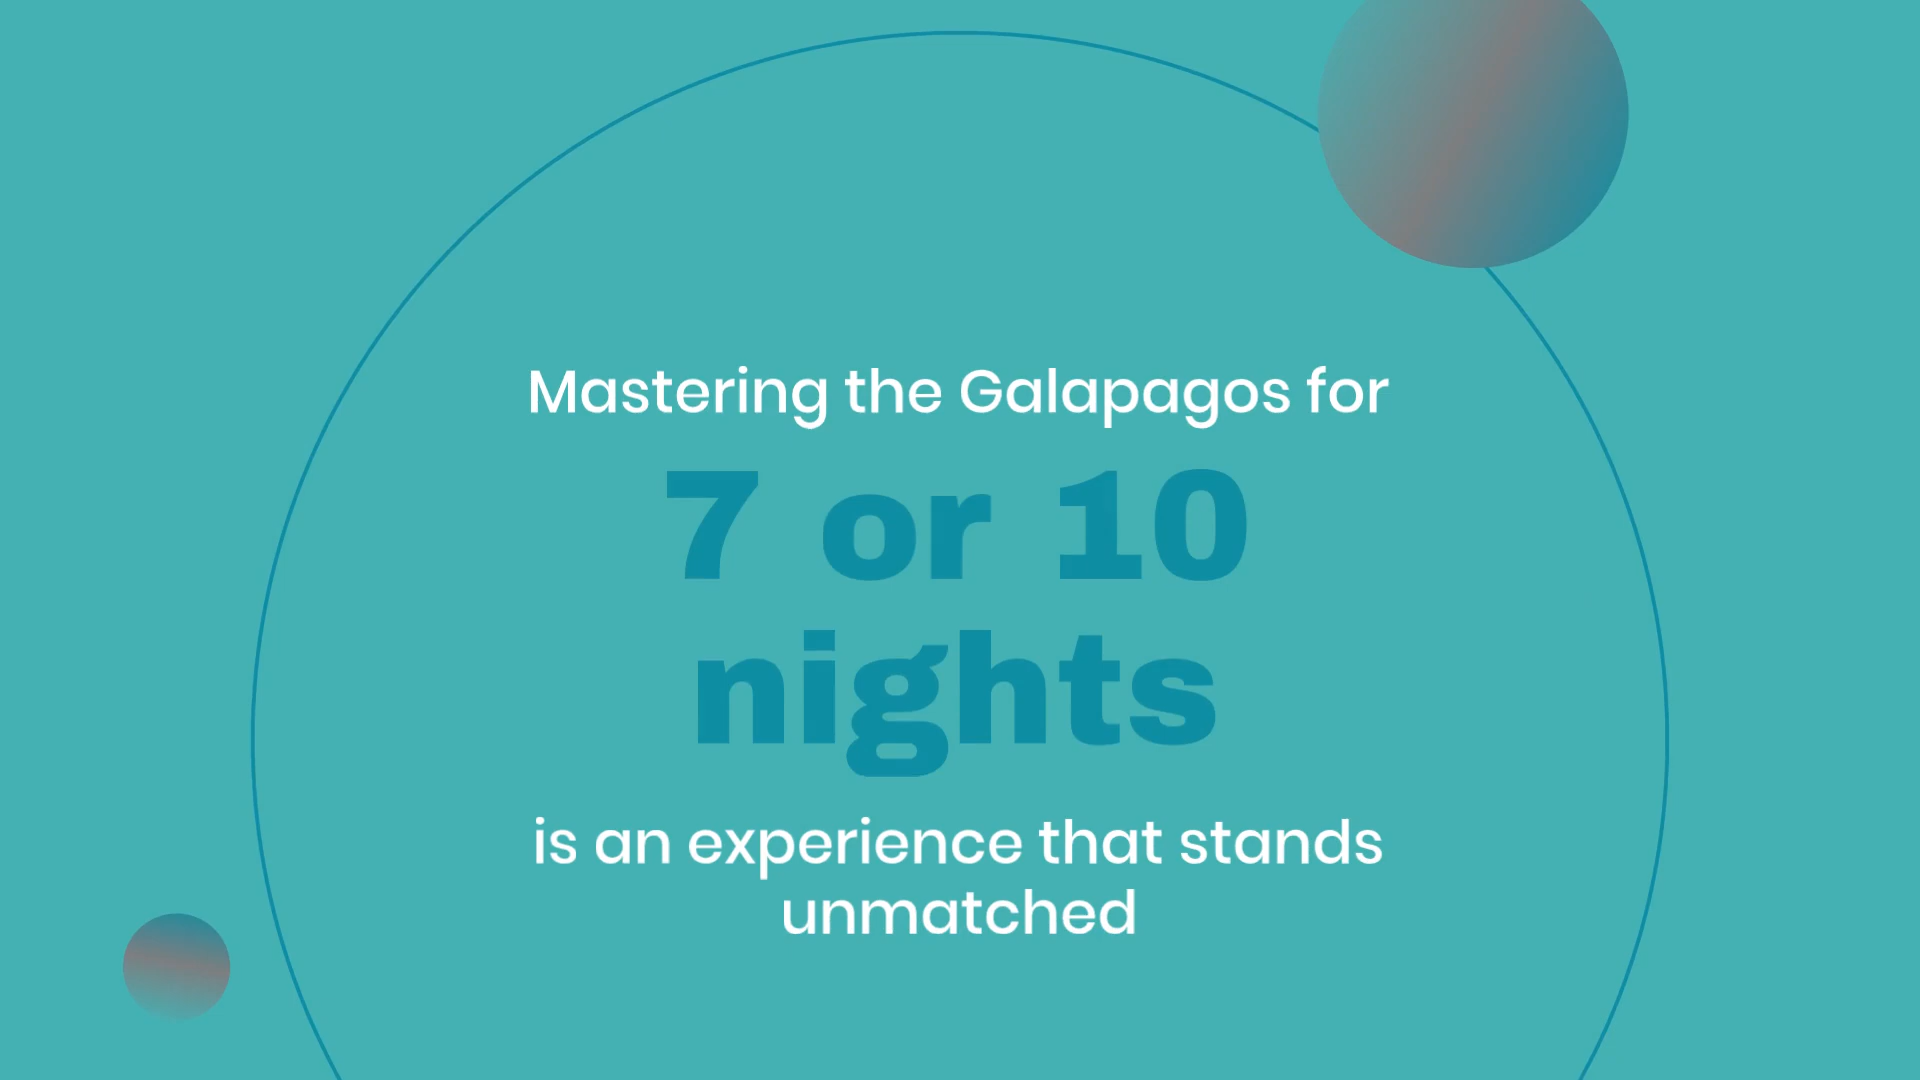 Mastering the Galapagos for
7 or 10
nights
is an experience that stands
unmatched